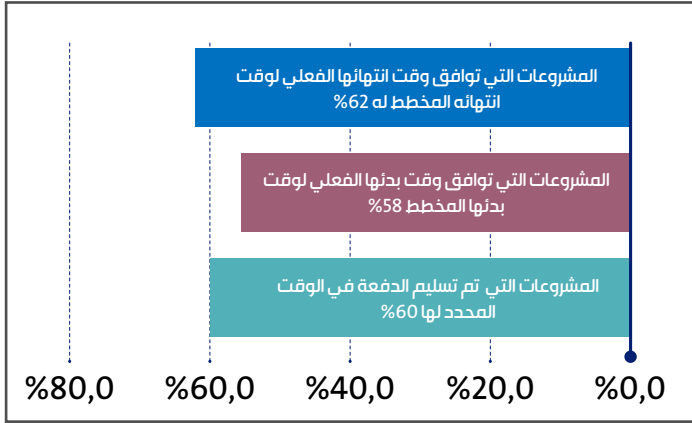 المشروعات التي توافق وقت انتهائها الفعلي لوقت
انتهائه المخطط له 62%
المشروعات التي توافق وقت بدئها الفعلي لوقت
بدئها المخطط 58%
المشروعات التي تم تسليم الدفعة في الوقت
المحدد لها 60%
%0,0
%20,0
%40,0
%60,0
%80,0